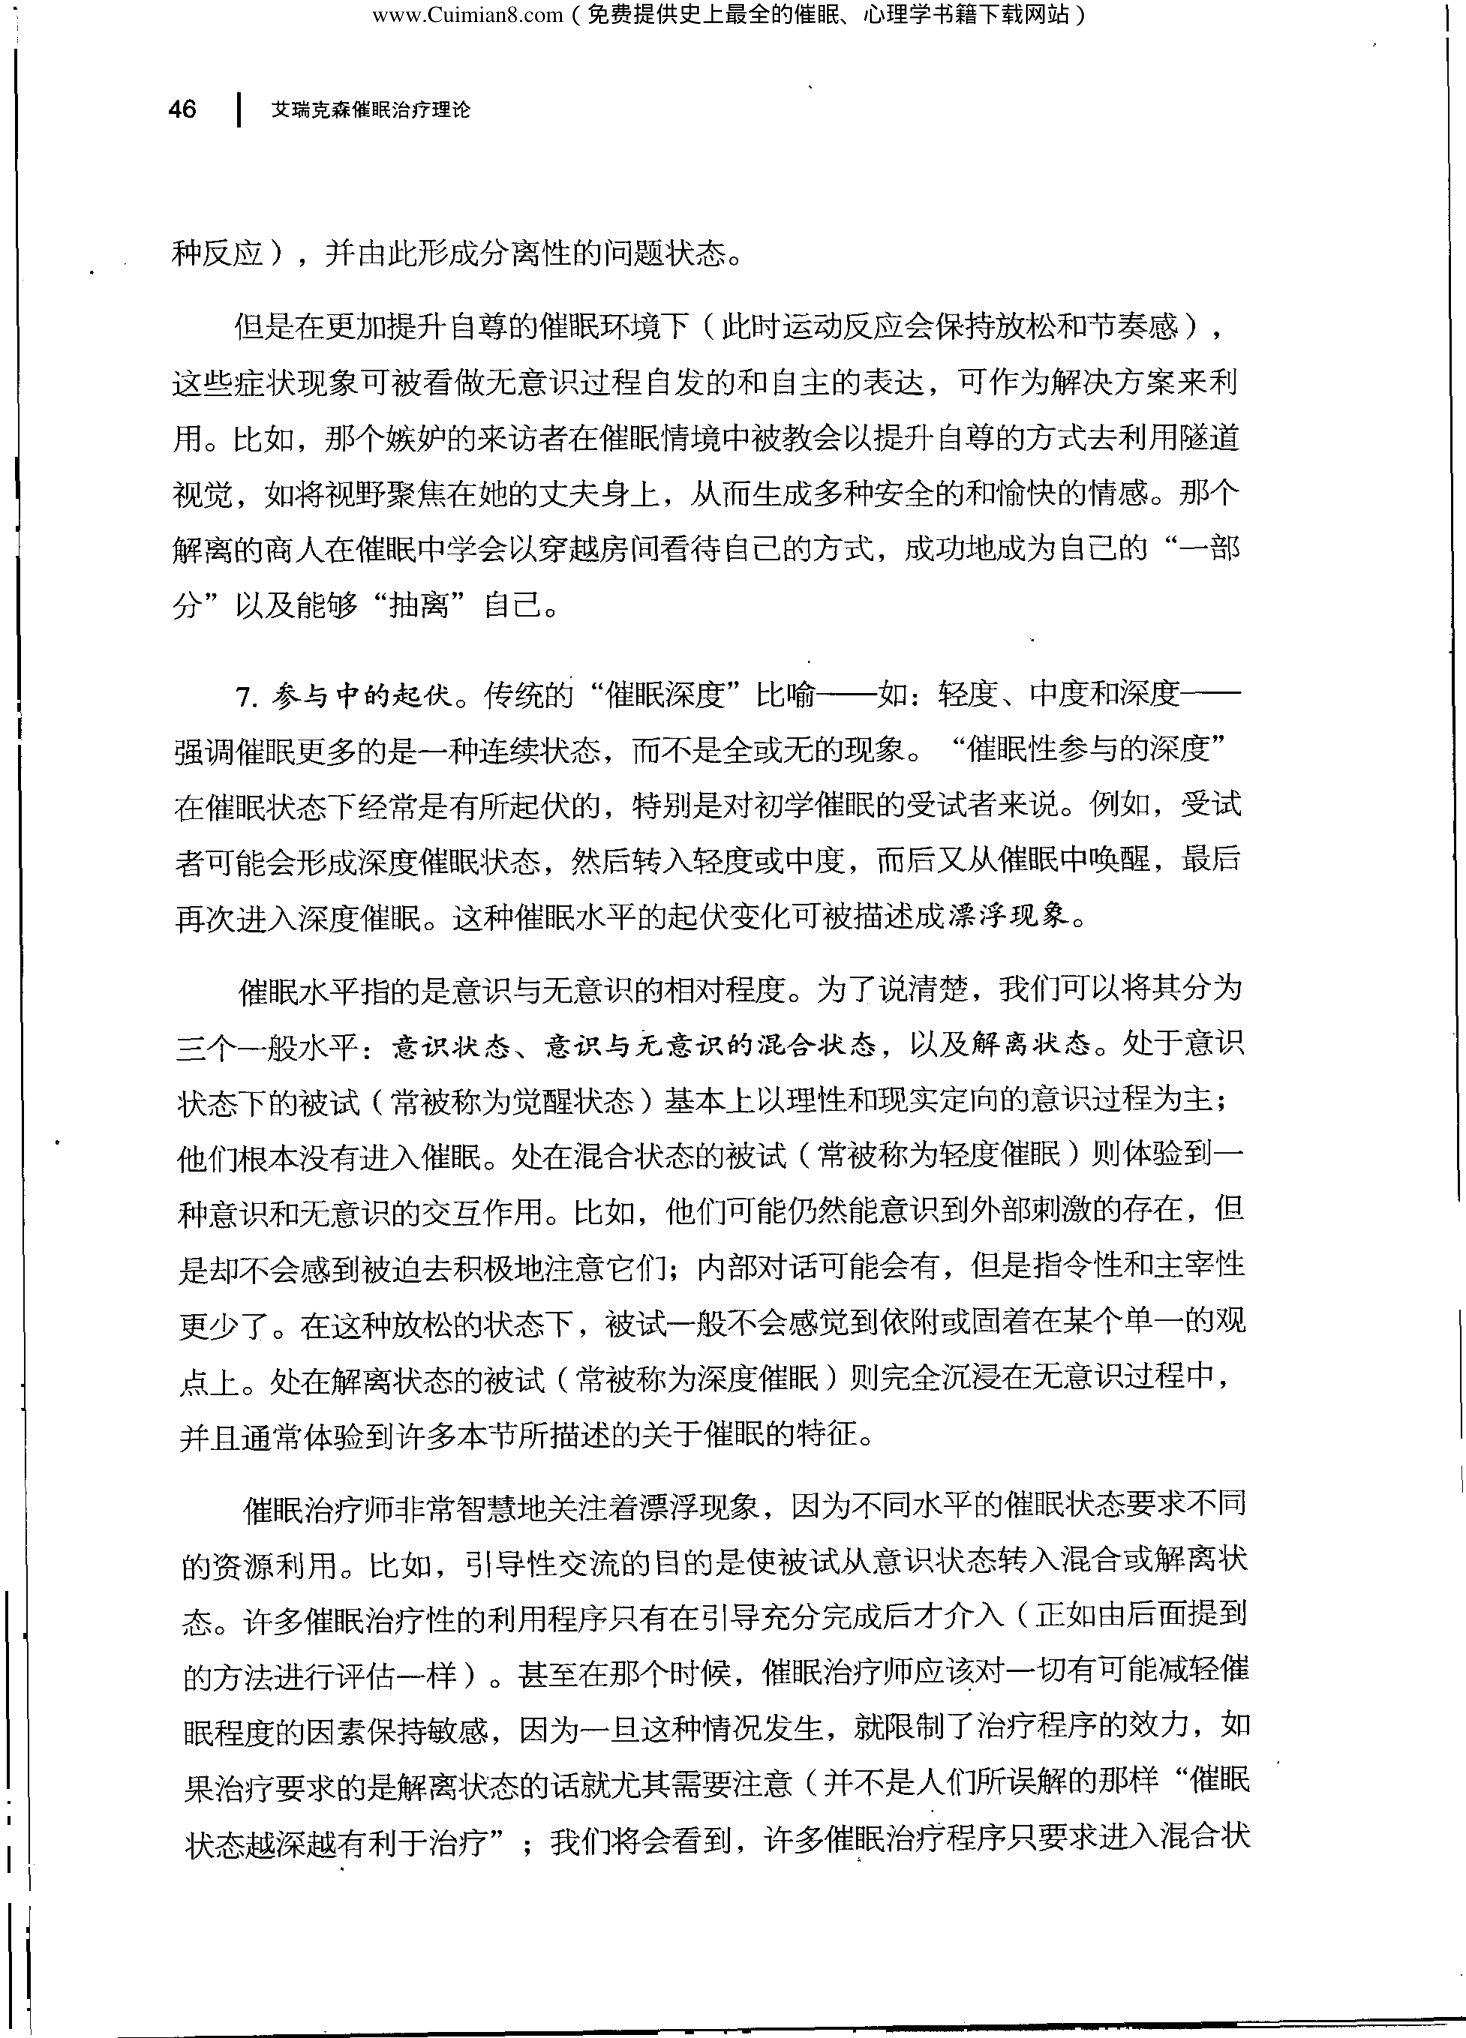 www.Cuimian8.com（免费提供史上最全的催眠、心理学书籍下载网站）
46 艾瑞克森催眠治疗理论
种反应），并由此形成分离性的问题状态。
但是在更加提升自尊的催眠环境下（此时运动反应会保持放松和节奏感），
这些症状现象可被看做无意识过程自发的和自主的表达，可作为解决方案来利
用。比如，那个嫉妒的来访者在催眠情境中被教会以提升自尊的方式去利用隧道
视觉，如将视野聚焦在她的丈夫身上，从而生成多种安全的和愉快的情感。那个
解离的商人在催眠中学会以穿越房间看待自己的方式，成功地成为自己的“一部
分”以及能够“抽离”自己。
7. 参与中的起伏。传统的“催眠深度”比喻——如：轻度、中度和深度——
强调催眠更多的是一种连续状态，而不是全或无的现象。“催眠性参与的深度”
在催眠状态下经常是有所起伏的，特别是对初学催眠的受试者来说。例如，受试
者可能会形成深度催眠状态，然后转入轻度或中度，而后又从催眠中唤醒，最后
再次进入深度催眠。这种催眠水平的起伏变化可被描述成漂浮现象。
催眠水平指的是意识与无意识的相对程度。为了说清楚，我们可以将其分为
三个一般水平：意识状态、意识与无意识的混合状态，以及解离状态。处于意识
状态下的被试（常被称为觉醒状态）基本上以理性和现实定向的意识过程为主；
他们根本没有进入催眠。处在混合状态的被试（常被称为轻度催眠）则体验到一
种意识和无意识的交互作用。比如，他们可能仍然能意识到外部刺激的存在，但
是却不会感到被迫去积极地注意它们；内部对话可能会有，但是指令性和主宰性
更少了。在这种放松的状态下，被试一般不会感觉到依附或固着在某个单一的观
点上。处在解离状态的被试（常被称为深度催眠）则完全沉浸在无意识过程中，
并且通常体验到许多本节所描述的关于催眠的特征。
催眠治疗师非常智慧地关注着漂浮现象，因为不同水平的催眠状态要求不同
的资源利用。比如，引导性交流的目的是使被试从意识状态转入混合或解离状
态。许多催眠治疗性的利用程序只有在引导充分完成后才介入（正如由后面提到
的方法进行评估一样）。甚至在那个时候，催眠治疗师应该对一切有可能减轻催
眠程度的因素保持敏感，因为一旦这种情况发生，就限制了治疗程序的效力，如
果治疗要求的是解离状态的话就尤其需要注意（并不是人们所误解的那样“催眠
状态越深越有利于治疗”；我们将会看到，许多催眠治疗程序只要求进入混合状